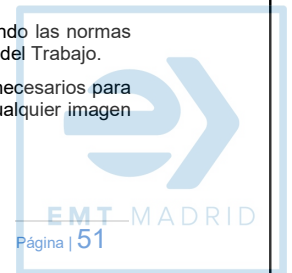 ndo las normas
del Trabajo.
necesarios para
ualquier imagen
EMT MADRID
Página | 51